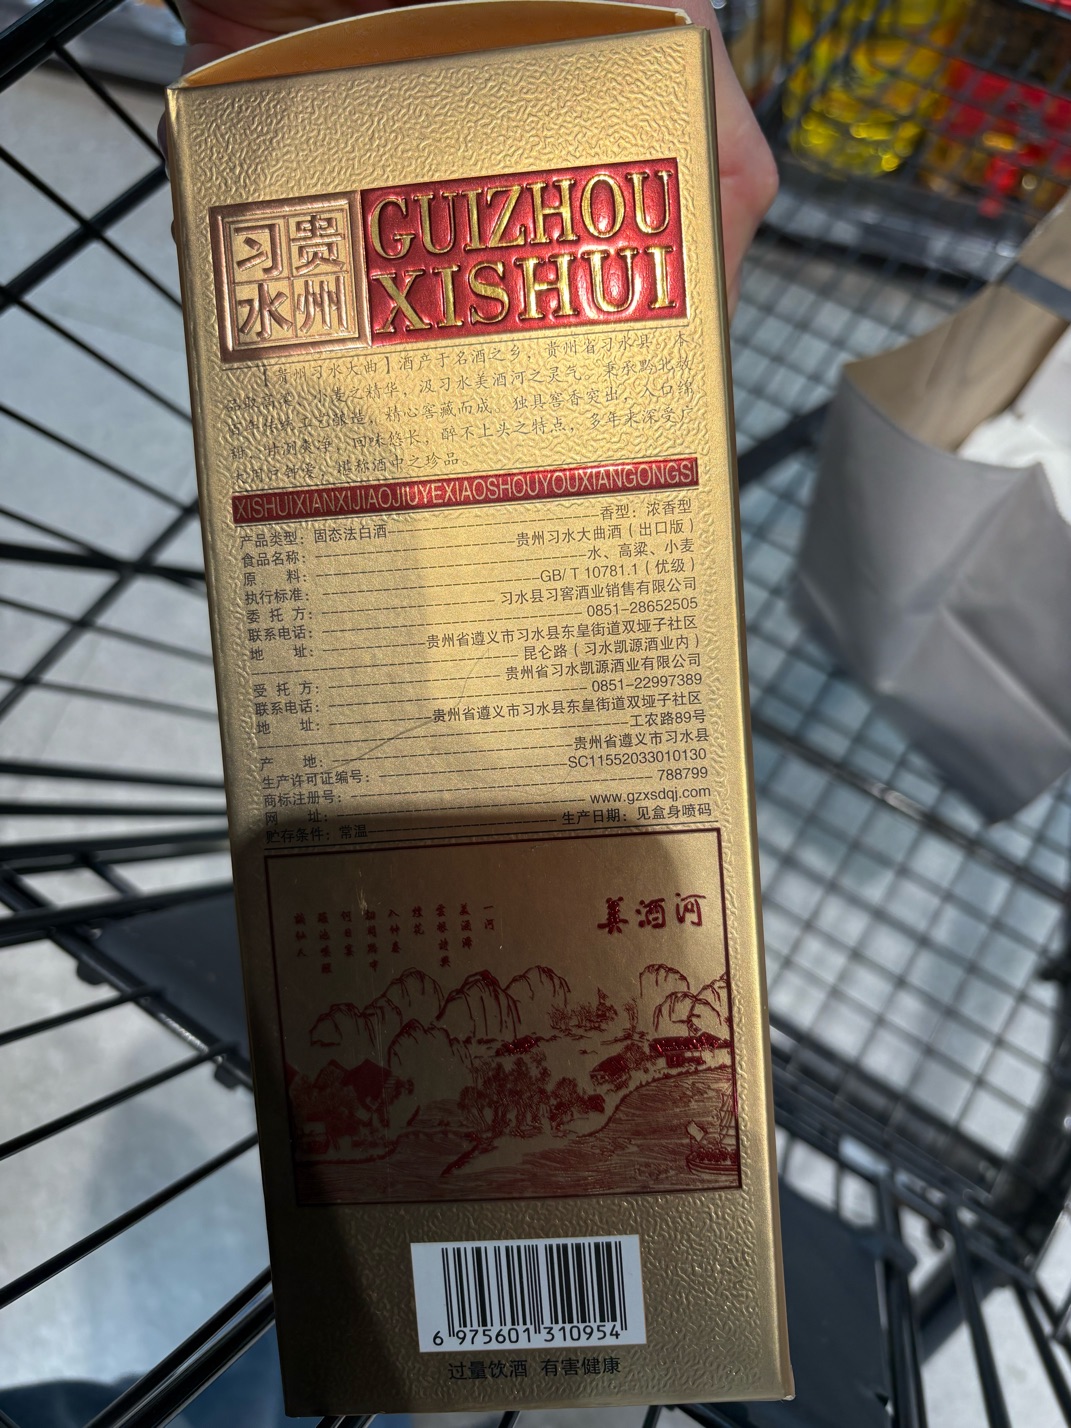 贵州
习水
GUIZHOU
XISHUI
【贵州习水大曲】酒产于名酒之乡，贵州省习水县，本
小麦之精华，汲习水美酒河之灵气，秉承黔北数
百年传统工艺酿造，精心窖藏而成。独具窖香突出，入口绵
甜，甘冽爽净，回味悠长，醉不上头之特点，多年来深受广
堪称酒中之珍品
XISHUIXIANXIJIAOJIUYEXIAOSHOUYOUXIANGONGSI
产品类型：固态法白酒 香型：浓香型
食品名称： 贵州习水大曲酒（出口版）
原 料： 水、高粱、小麦
执行标准： GB/T 10781.1（优级）
委 托 方： 习水县习窖酒业销售有限公司
联系电话： 0851-28652505
地 址： 贵州省遵义市习水县东皇街道双垭子社区
昆仑路（习水凯源酒业内）
受 托 方： 贵州省习水凯源酒业有限公司
联系电话： 0851-22997389
地 址： 贵州省遵义市习水县东皇街道双垭子社区
工农路89号
产 地： 贵州省遵义市习水县
生产许可证编号： SC11552033010130
商标注册号： 788799
网 址： www.gzxsdqj.com
贮存条件：常温 生产日期：见盒身喷码
美酒河
6 975601 310954
过量饮酒 有害健康